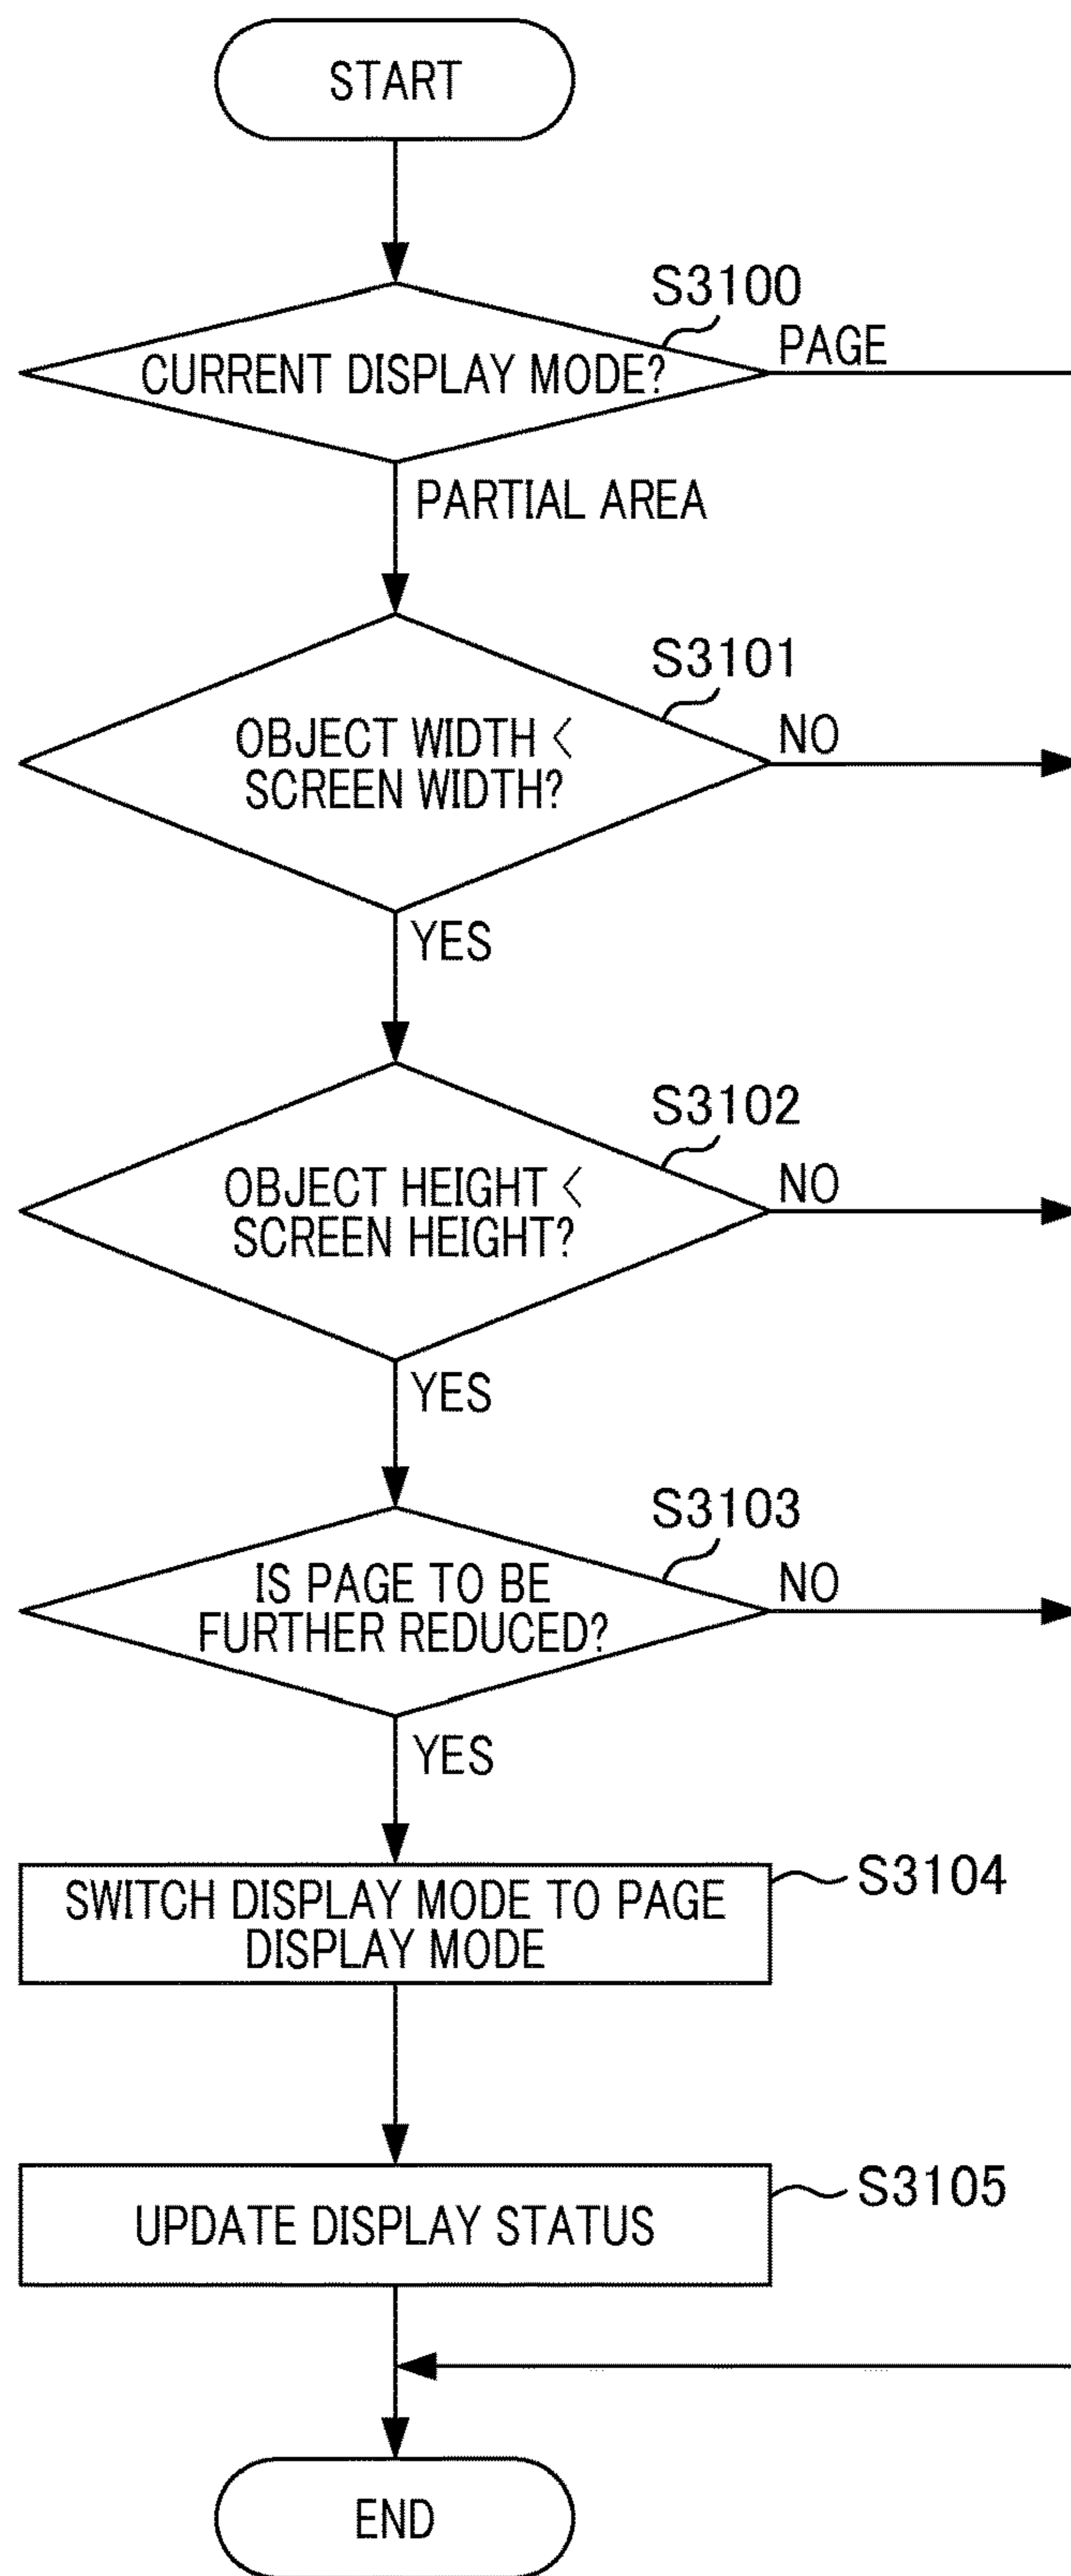 START
S3100
CURRENT DISPLAY MODE?
PAGE
PARTIAL AREA
S3101
OBJECT WIDTH <
SCREEN WIDTH?
NO
YES
S3102
OBJECT HEIGHT <
SCREEN HEIGHT?
NO
YES
S3103
IS PAGE TO BE
FURTHER REDUCED?
NO
YES
S3104
SWITCH DISPLAY MODE TO PAGE
DISPLAY MODE
S3105
UPDATE DISPLAY STATUS
END